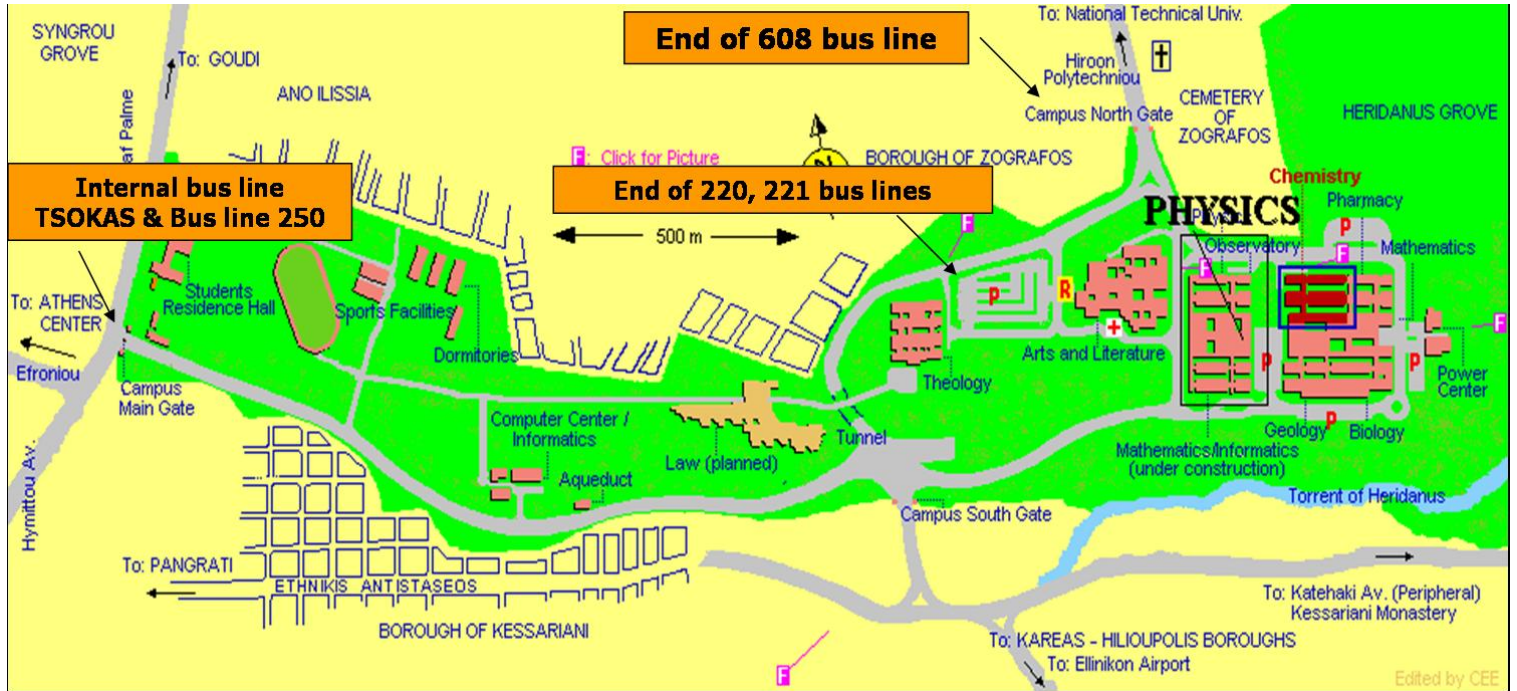 SYNGROU
GROVE
To: GOUDI
ANO ILISSIA
End of 608 bus line
To: National Technical Univ.
Hiroon
Polytechniou
Campus North Gate
CEMETERY
OF
ZOGRAFOS
HERIDANUS GROVE
af Palme
F: Click for Picture
BOROUGH OF ZOGRAFOS
Internal bus line
TSOKAS & Bus line 250
End of 220, 221 bus lines
500 m
Chemistry
PHYSICS
Pharmacy
Observatory
Mathematics
F
F
F
F
P
P
P
P
P
R
To: ATHENS
CENTER
Students
Residence Hall
Sports Facilities
Dormitories
Efroniou
Campus
Main Gate
Theology
Arts and Literature
Power
Center
Computer Center /
Informatics
Law (planned)
Tunnel
Geology
Biology
Mathematics/Informatics
(under construction)
Aqueduct
Hymittou Av.
Campus South Gate
Torrent of Heridanus
To: PANGRATI
ETHNIKIS ANTISTASEOS
BOROUGH OF KESSARIANI
To: Katehaki Av. (Peripheral)
Kessariani Monastery
To: KAREAS - HILIOUPOLIS BOROUGHS
To: Ellinikon Airport
F
Edited by CEE